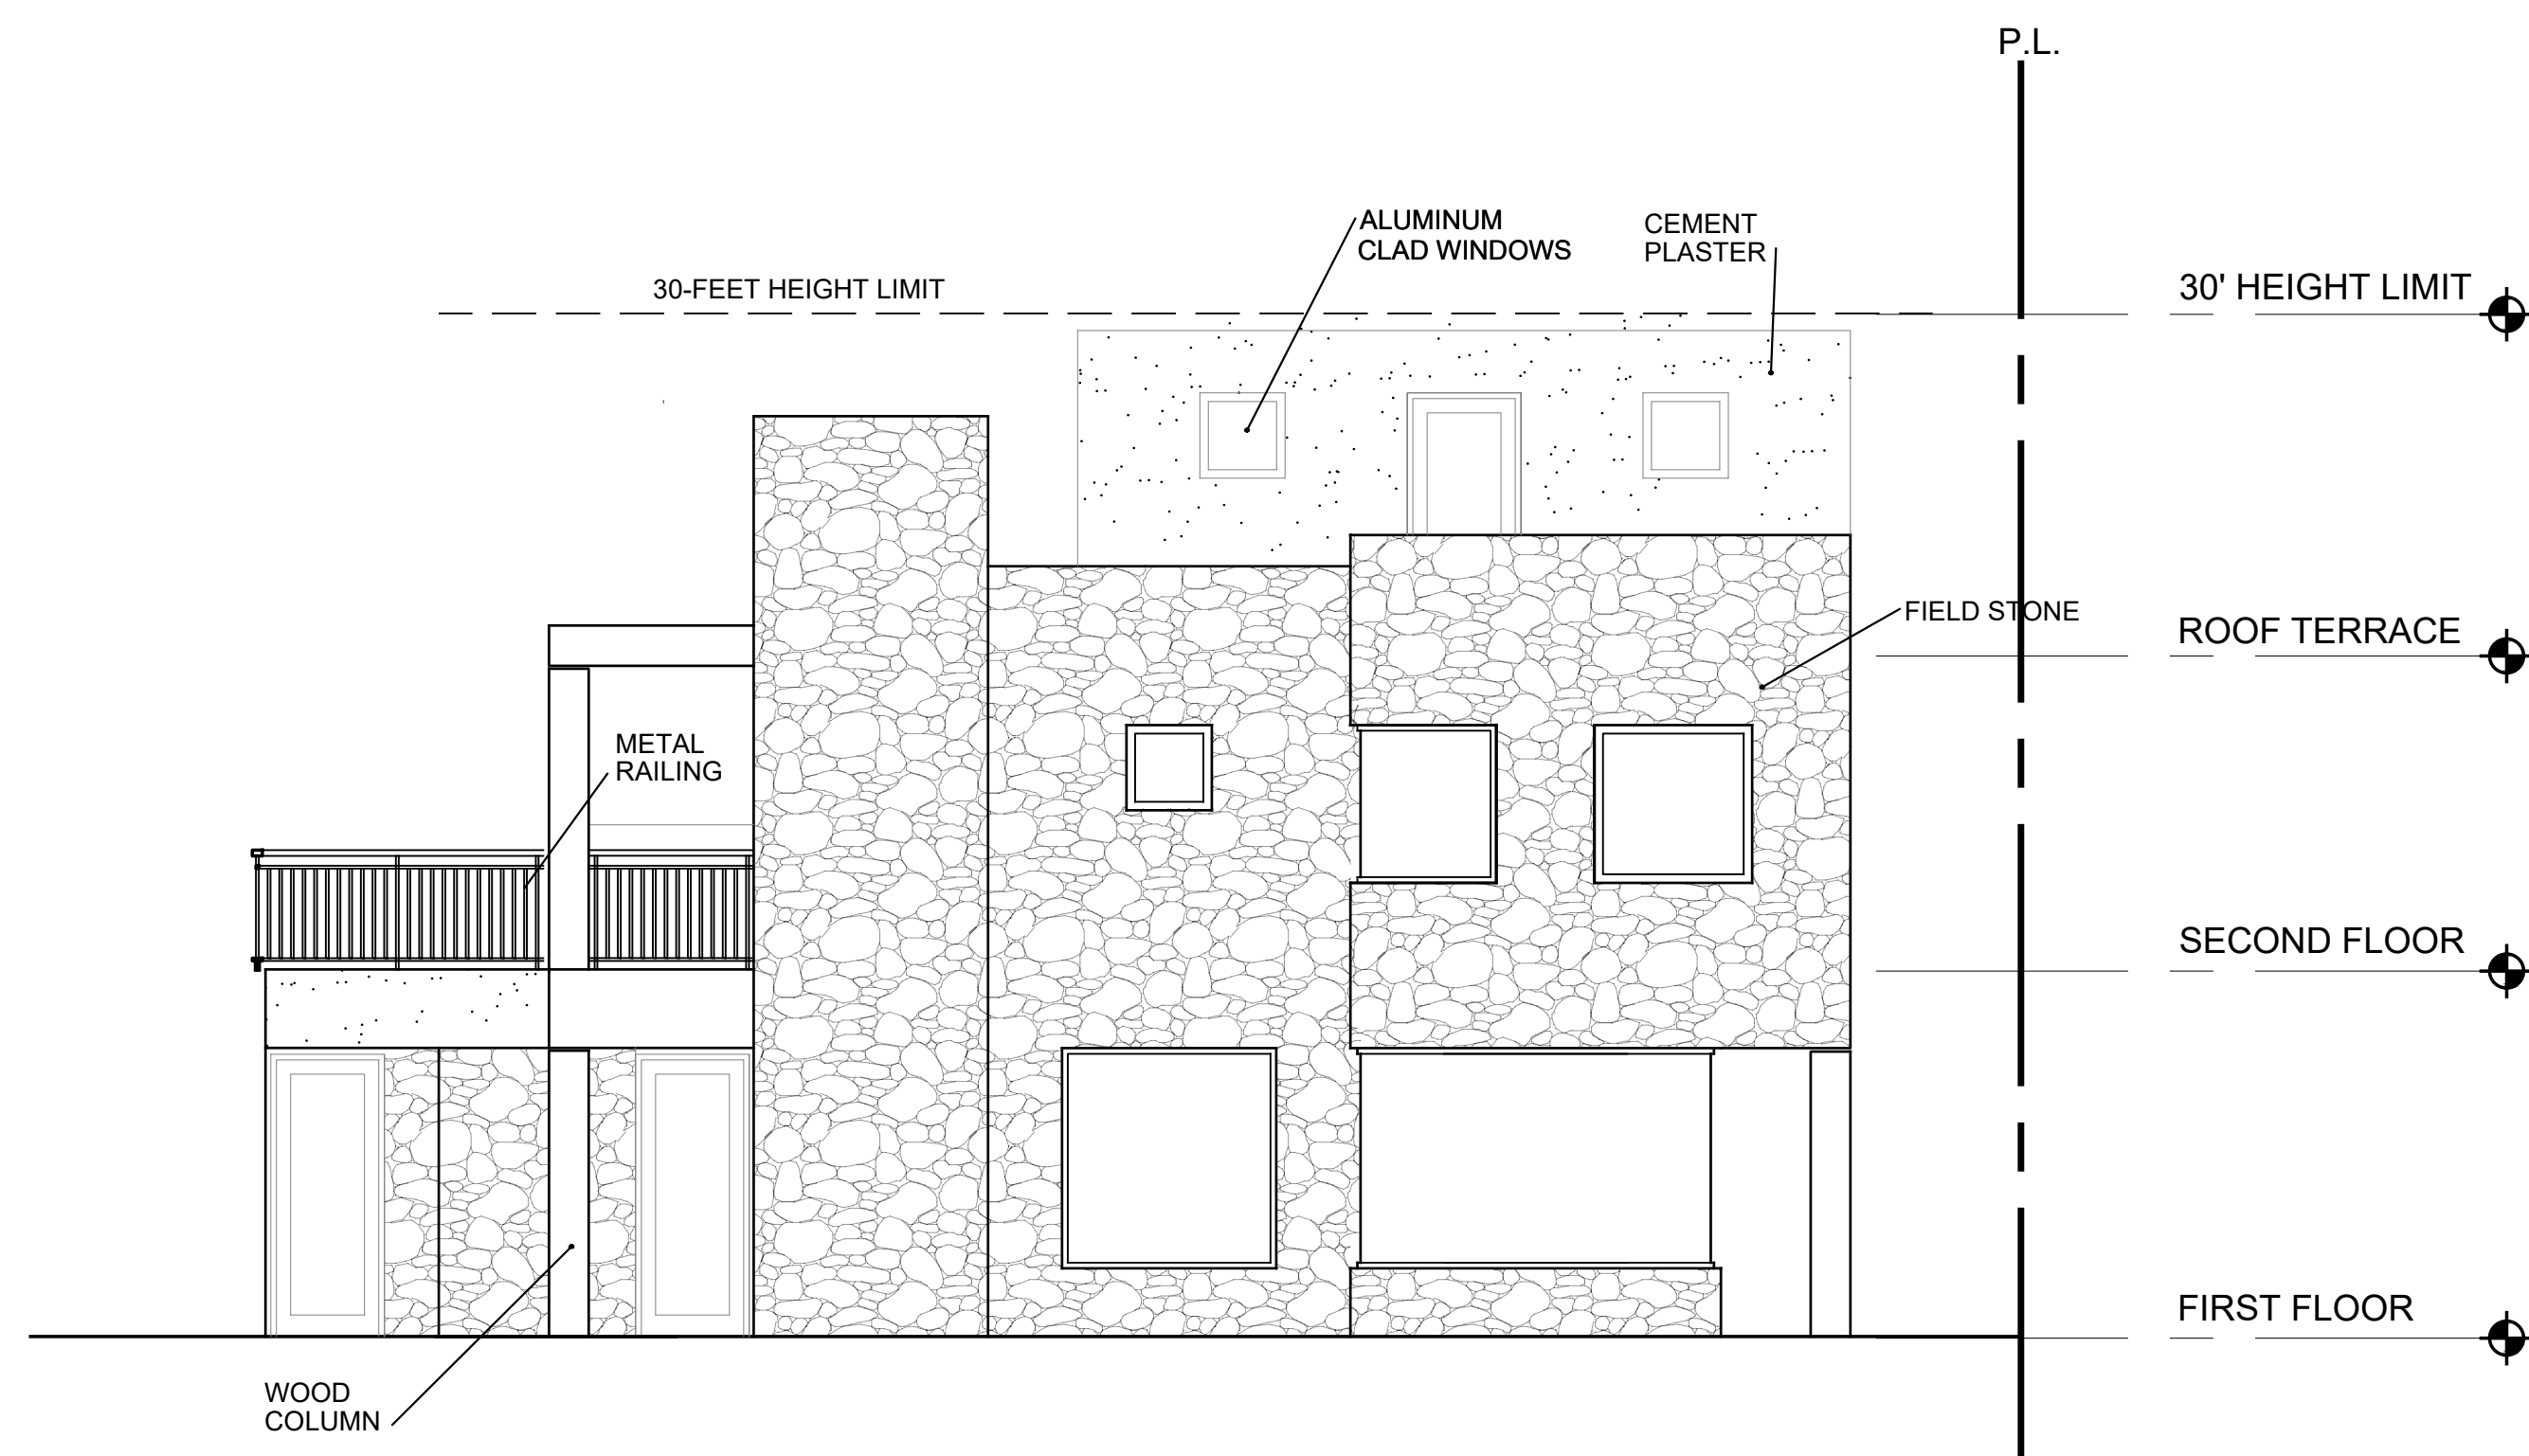 P.L.
ALUMINUM
CLAD WINDOWS
CEMENT
PLASTER
30-FEET HEIGHT LIMIT
30' HEIGHT LIMIT
FIELD STONE
ROOF TERRACE
METAL
RAILING
SECOND FLOOR
FIRST FLOOR
WOOD
COLUMN